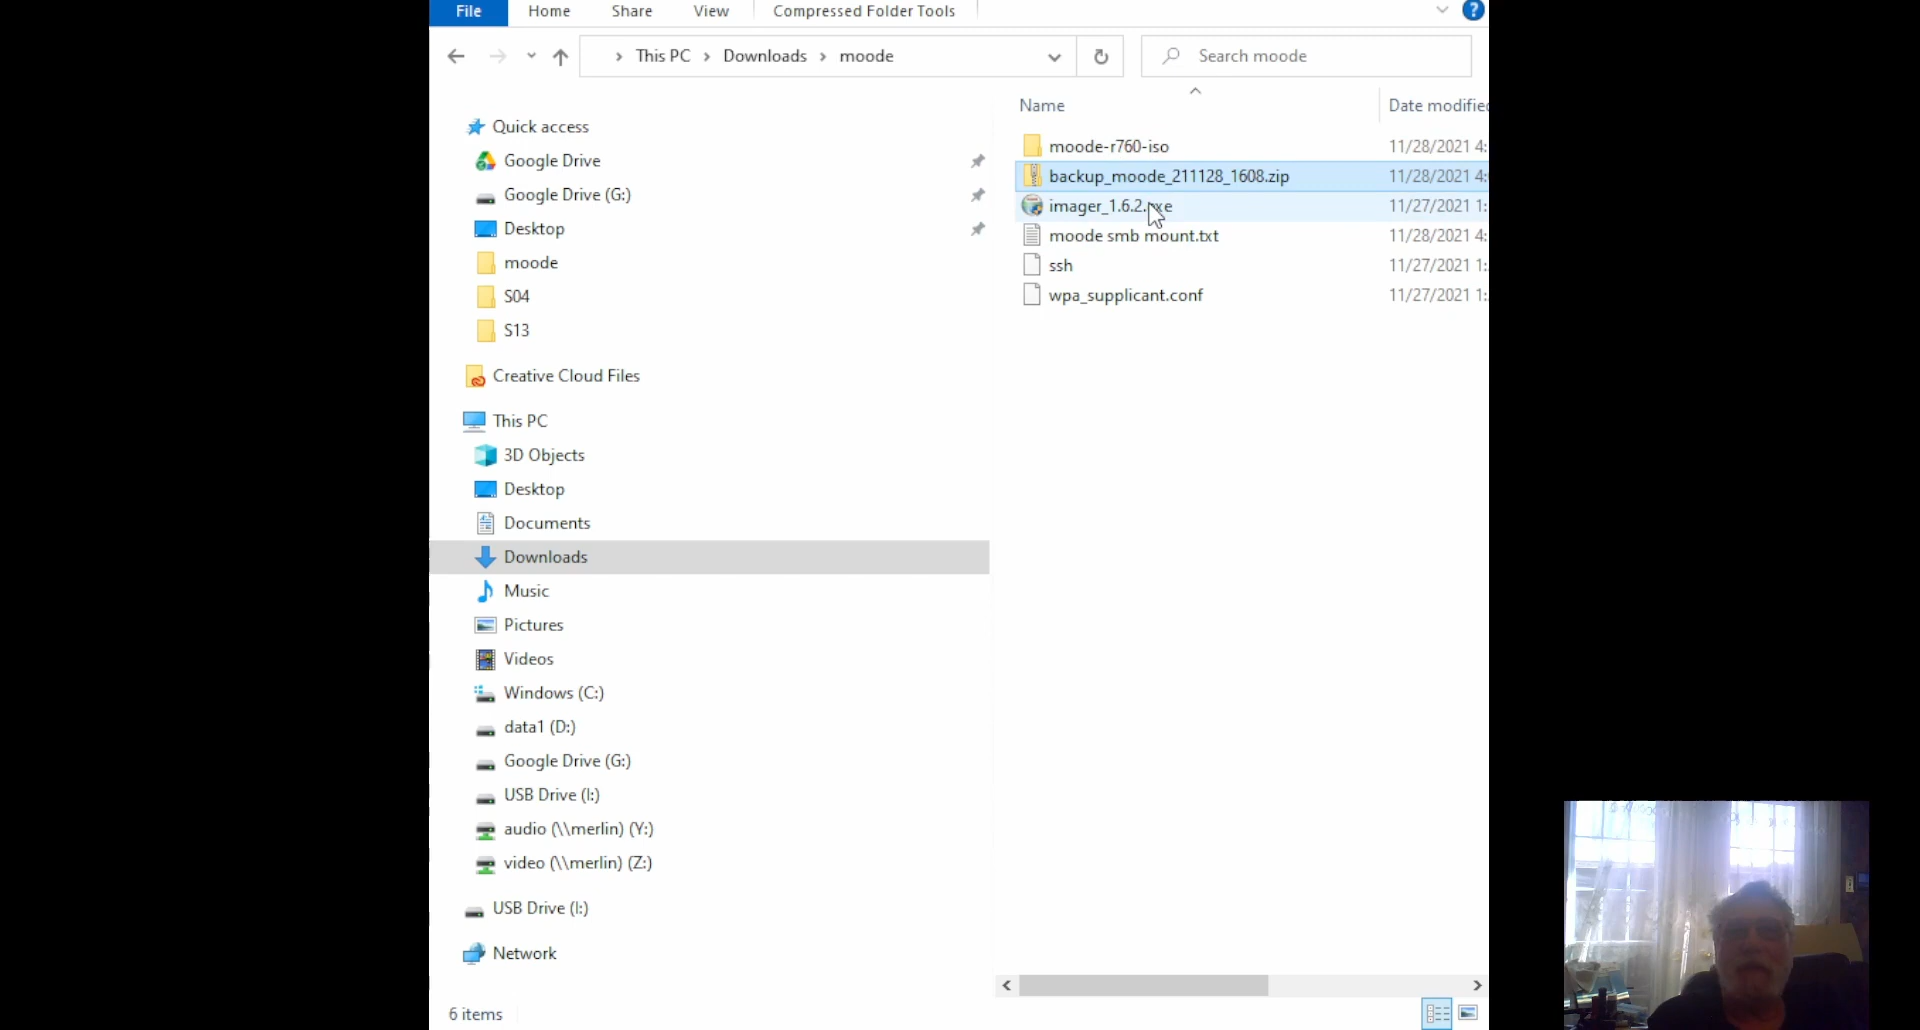 File Home Share View Compressed Folder Tools
This PC Downloads moode
Search moode
Name Date modified
Quick access
Google Drive
Google Drive (G:)
Desktop
moode
S04
S13
Creative Cloud Files
This PC
3D Objects
Desktop
Documents
Downloads
Music
Pictures
Videos
Windows (C:)
data1 (D:)
Google Drive (G:)
USB Drive (I:)
audio (\\merlin) (Y:)
video (\\merlin) (Z:)
USB Drive (I:)
Network
moode-r760-iso 11/28/2021 4:
backup_moode_211128_1608.zip 11/28/2021 4:
imager_1.6.2.exe 11/27/2021 1:
moode smb mount.txt 11/28/2021 4:
ssh 11/27/2021 1:
wpa_supplicant.conf 11/27/2021 1:
6 items